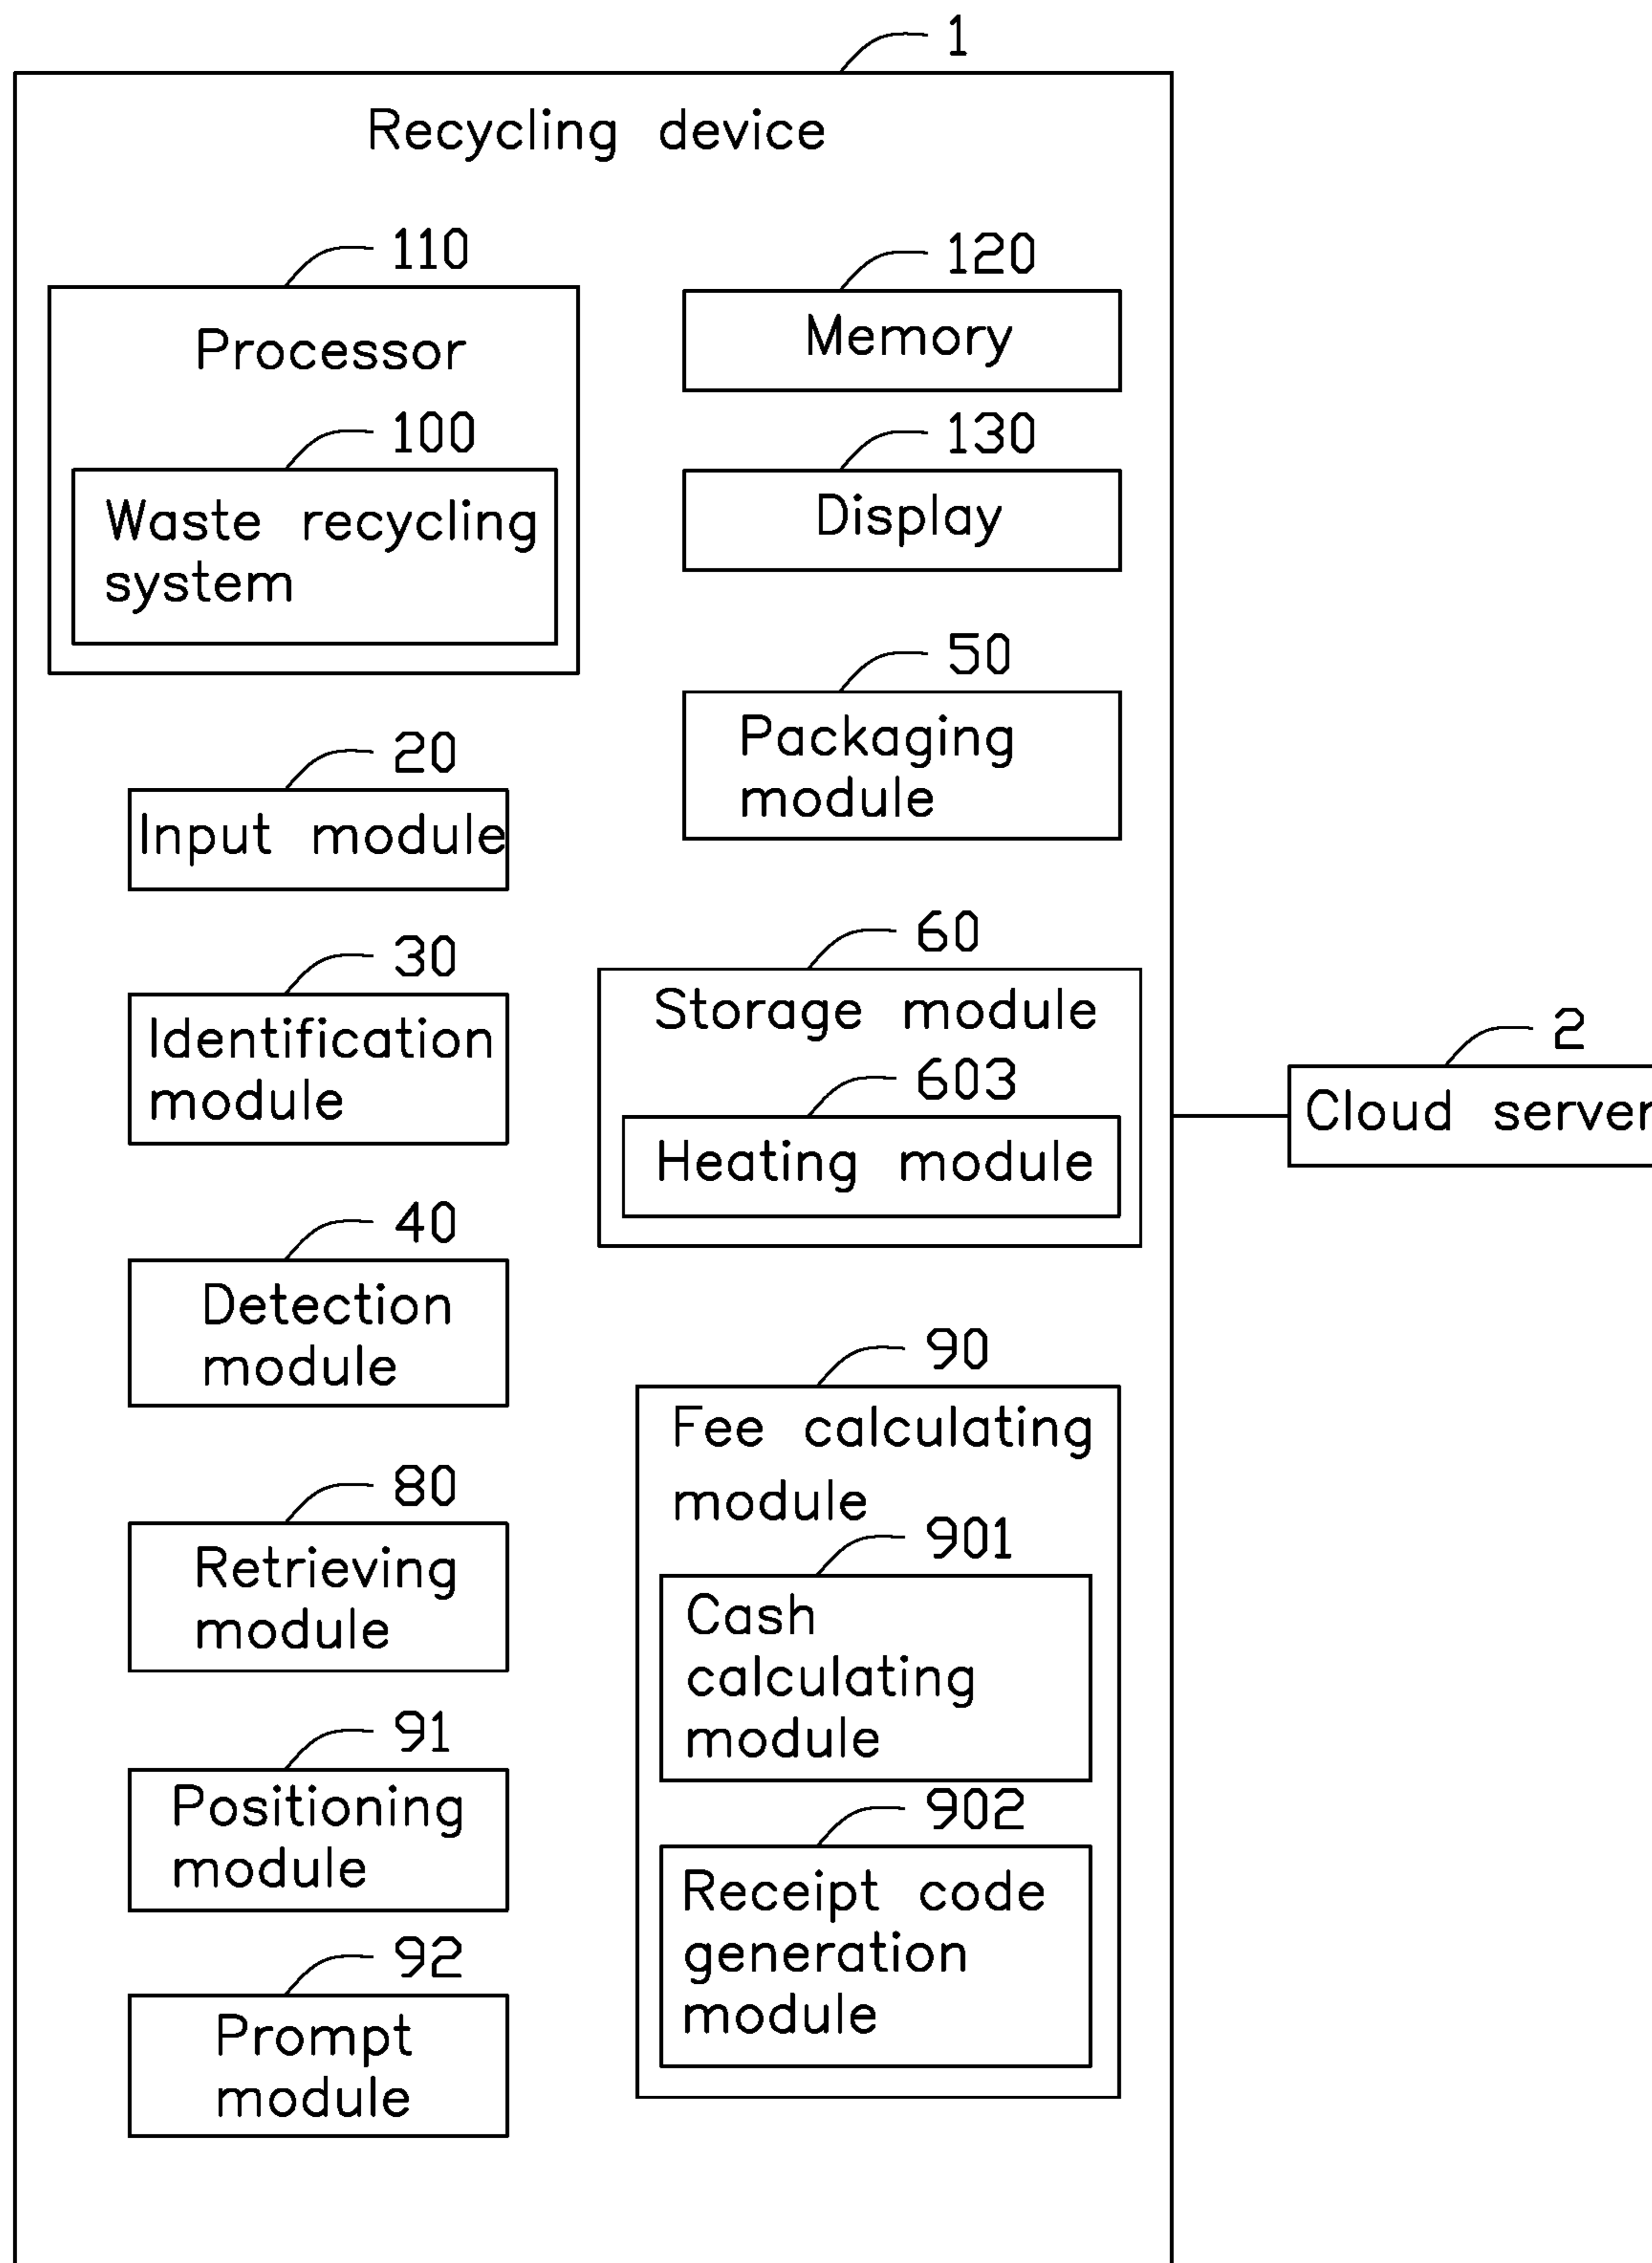 1
Recycling device
110
Processor
100
Waste recycling
system
120
Memory
130
Display
50
Packaging
module
20
Input module
30
Identification
module
60
Storage module
603
Heating module
2
Cloud server
40
Detection
module
90
Fee calculating
module
901
Cash
calculating
module
902
Receipt code
generation
module
80
Retrieving
module
91
Positioning
module
92
Prompt
module